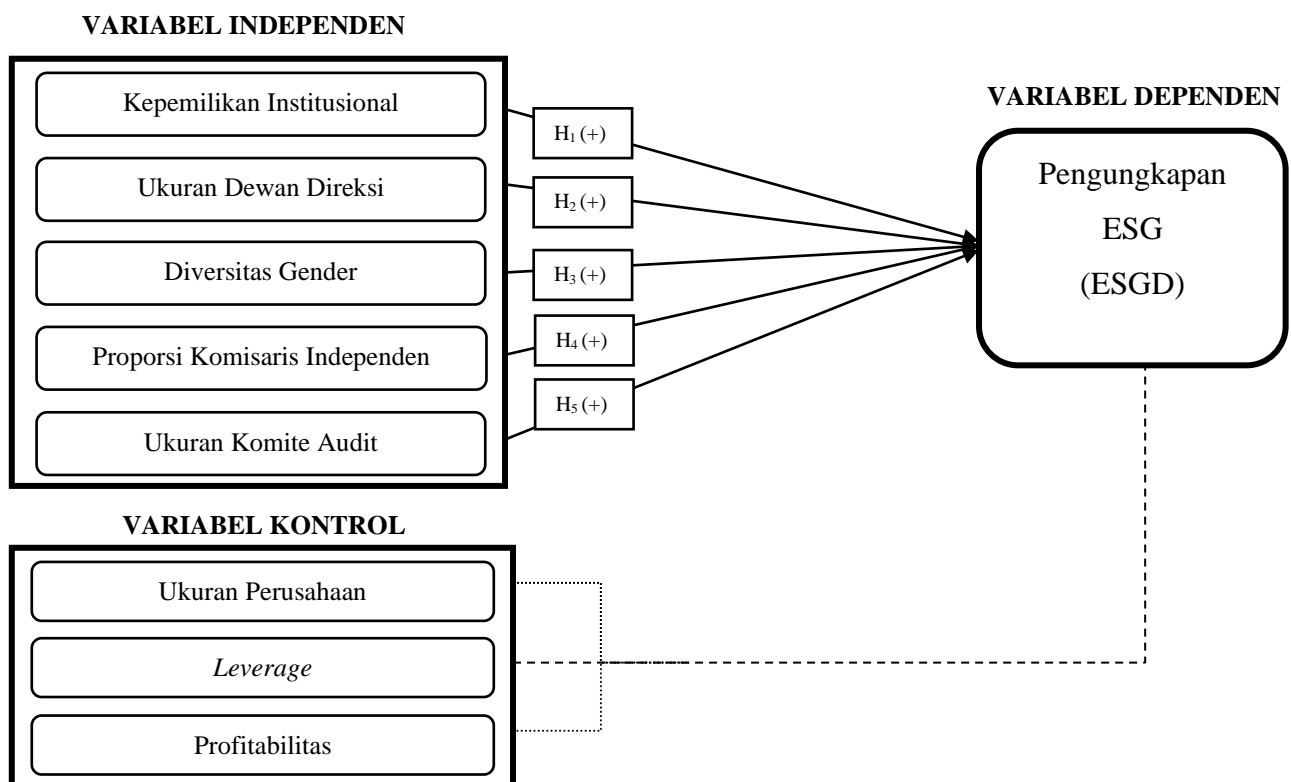 VARIABEL INDEPENDEN
Kepemilikan Institusional
Ukuran Dewan Direksi
Diversitas Gender
Proporsi Komisaris Independen
Ukuran Komite Audit
H₁ (+)
H₂ (+)
H₃ (+)
H₄ (+)
H₅ (+)
VARIABEL DEPENDEN
Pengungkapan
ESG
(ESGD)
VARIABEL KONTROL
Ukuran Perusahaan
Leverage
Profitabilitas